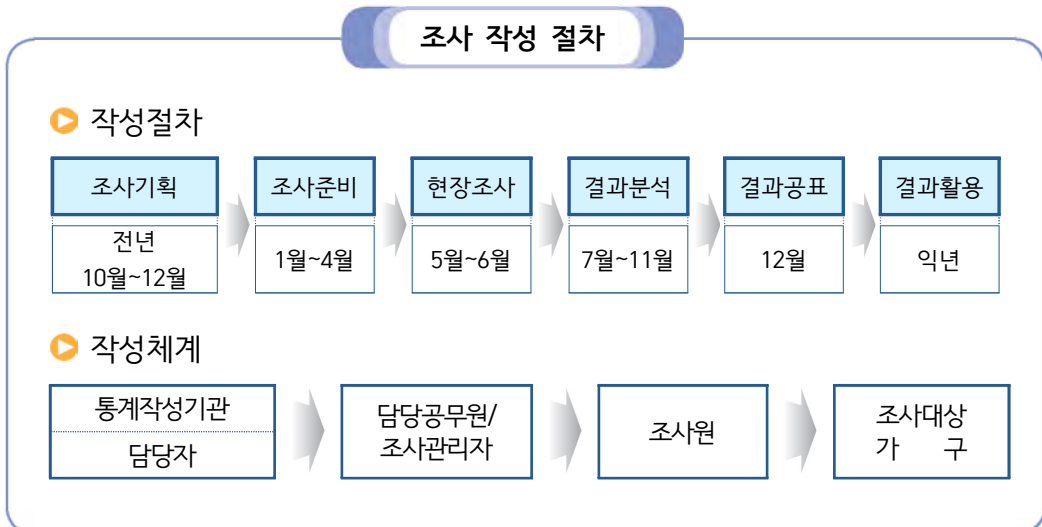 조사 작성 절차
작성절차
조사기획
조사준비
현장조사
결과분석
결과공표
결과활용
전년
10월~12월
1월~4월
5월~6월
7월~11월
12월
익년
작성체계
통계작성기관
담당자
담당공무원/
조사관리자
조사원
조사대상
가 구